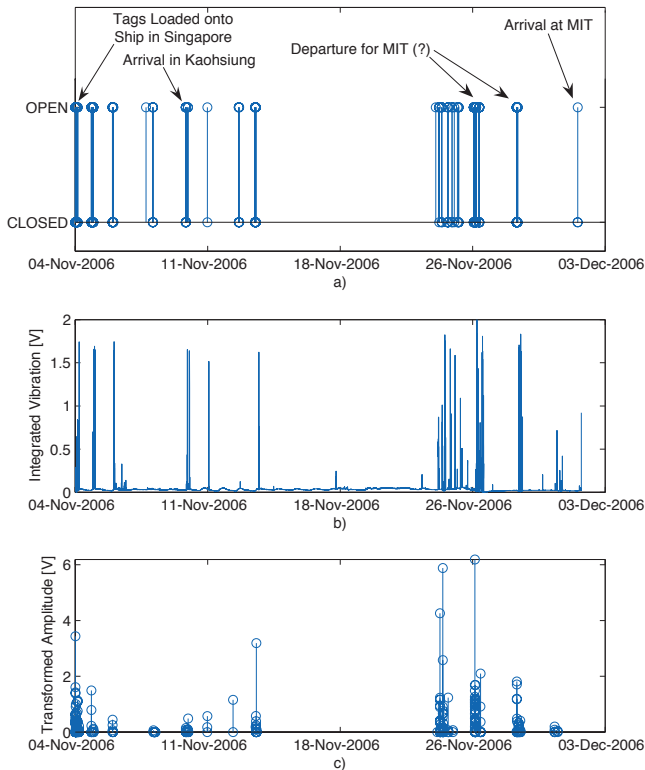 Tags Loaded onto
Ship in Singapore
Arrival in Kaohsiung
Departure for MIT (?)
Arrival at MIT
OPEN
CLOSED
04-Nov-2006 11-Nov-2006 18-Nov-2006 26-Nov-2006 03-Dec-2006
a)
Integrated Vibration [V]
2
1.5
1
0.5
0
04-Nov-2006 11-Nov-2006 18-Nov-2006 26-Nov-2006 03-Dec-2006
b)
Transformed Amplitude [V]
6
4
2
0
04-Nov-2006 11-Nov-2006 18-Nov-2006 26-Nov-2006 03-Dec-2006
c)